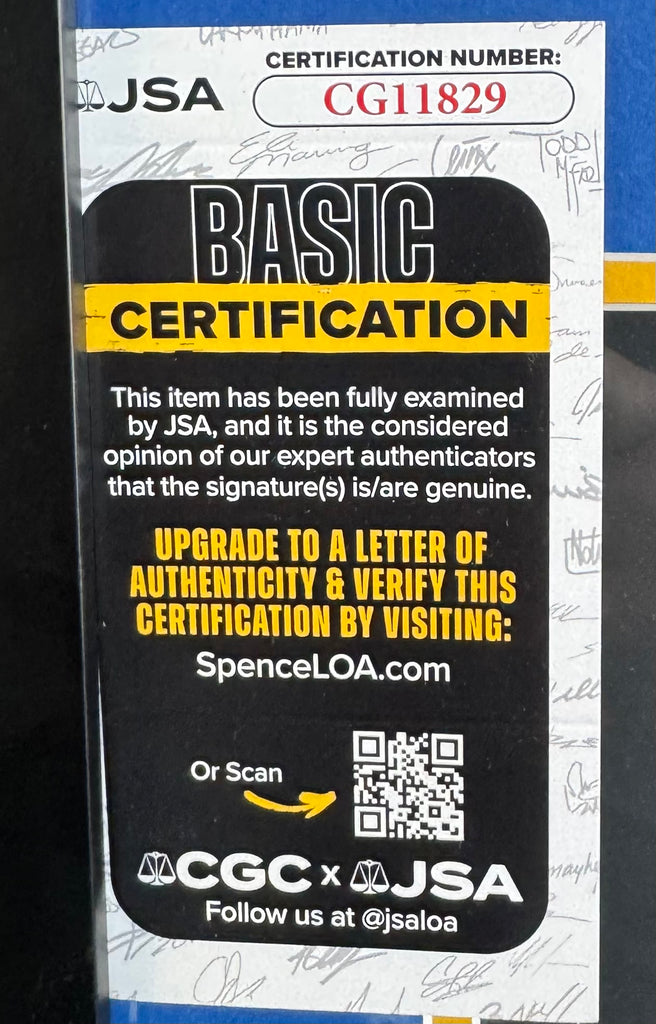 JSA
CERTIFICATION NUMBER:
CG11829
BASIC
CERTIFICATION
This item has been fully examined
by JSA, and it is the considered
opinion of our expert authenticators
that the signature(s) is/are genuine.
UPGRADE TO A LETTER OF
AUTHENTICITY & VERIFY THIS
CERTIFICATION BY VISITING:
SpenceLOA.com
Or Scan
CGC x JSA
Follow us at @jsaloa